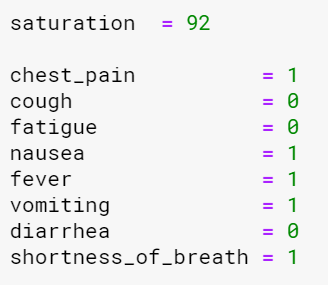 saturation = 92
chest_pain = 1
cough = 0
fatigue = 0
nausea = 1
fever = 1
vomiting = 1
diarrhea = 0
shortness_of_breath = 1